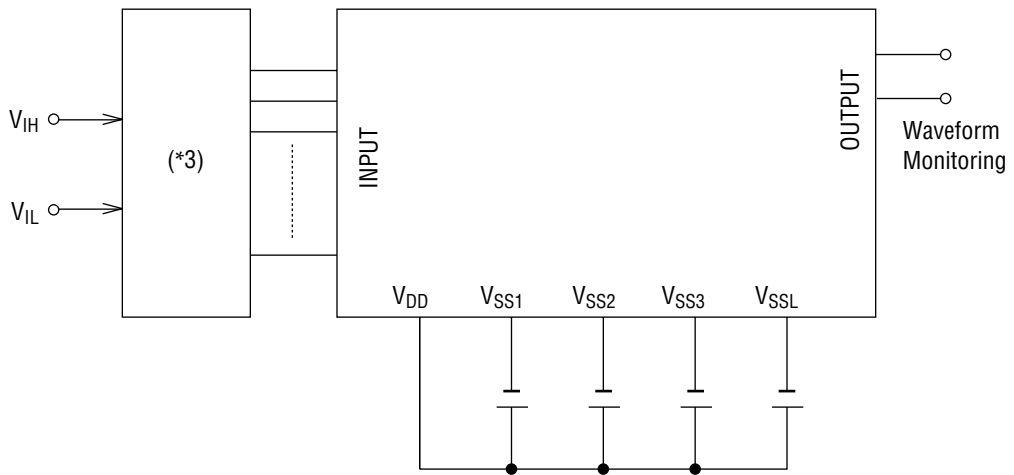 V_IH
V_IL
(*3)
INPUT
OUTPUT
Waveform
Monitoring
V_DD V_SS1 V_SS2 V_SS3 V_SSL